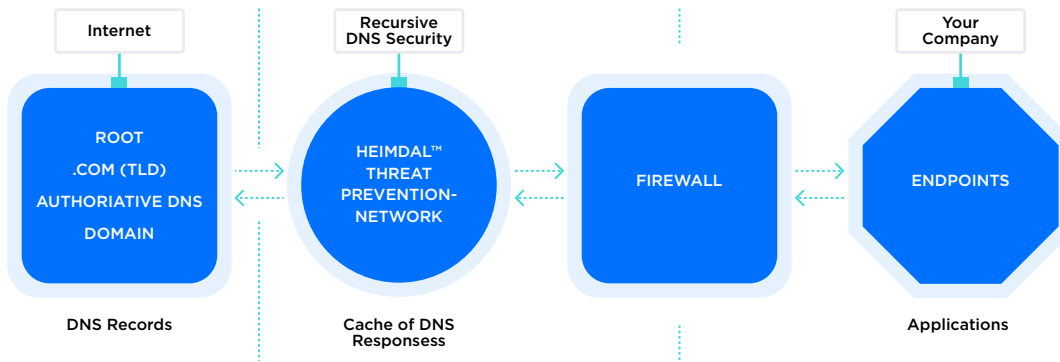 Internet
Recursive
DNS Security
Your
Company
ROOT
.COM (TLD)
AUTHORIATIVE DNS
DOMAIN
HEIMDAL™
THREAT
PREVENTION-
NETWORK
FIREWALL
ENDPOINTS
DNS Records
Cache of DNS
Responsess
Applications